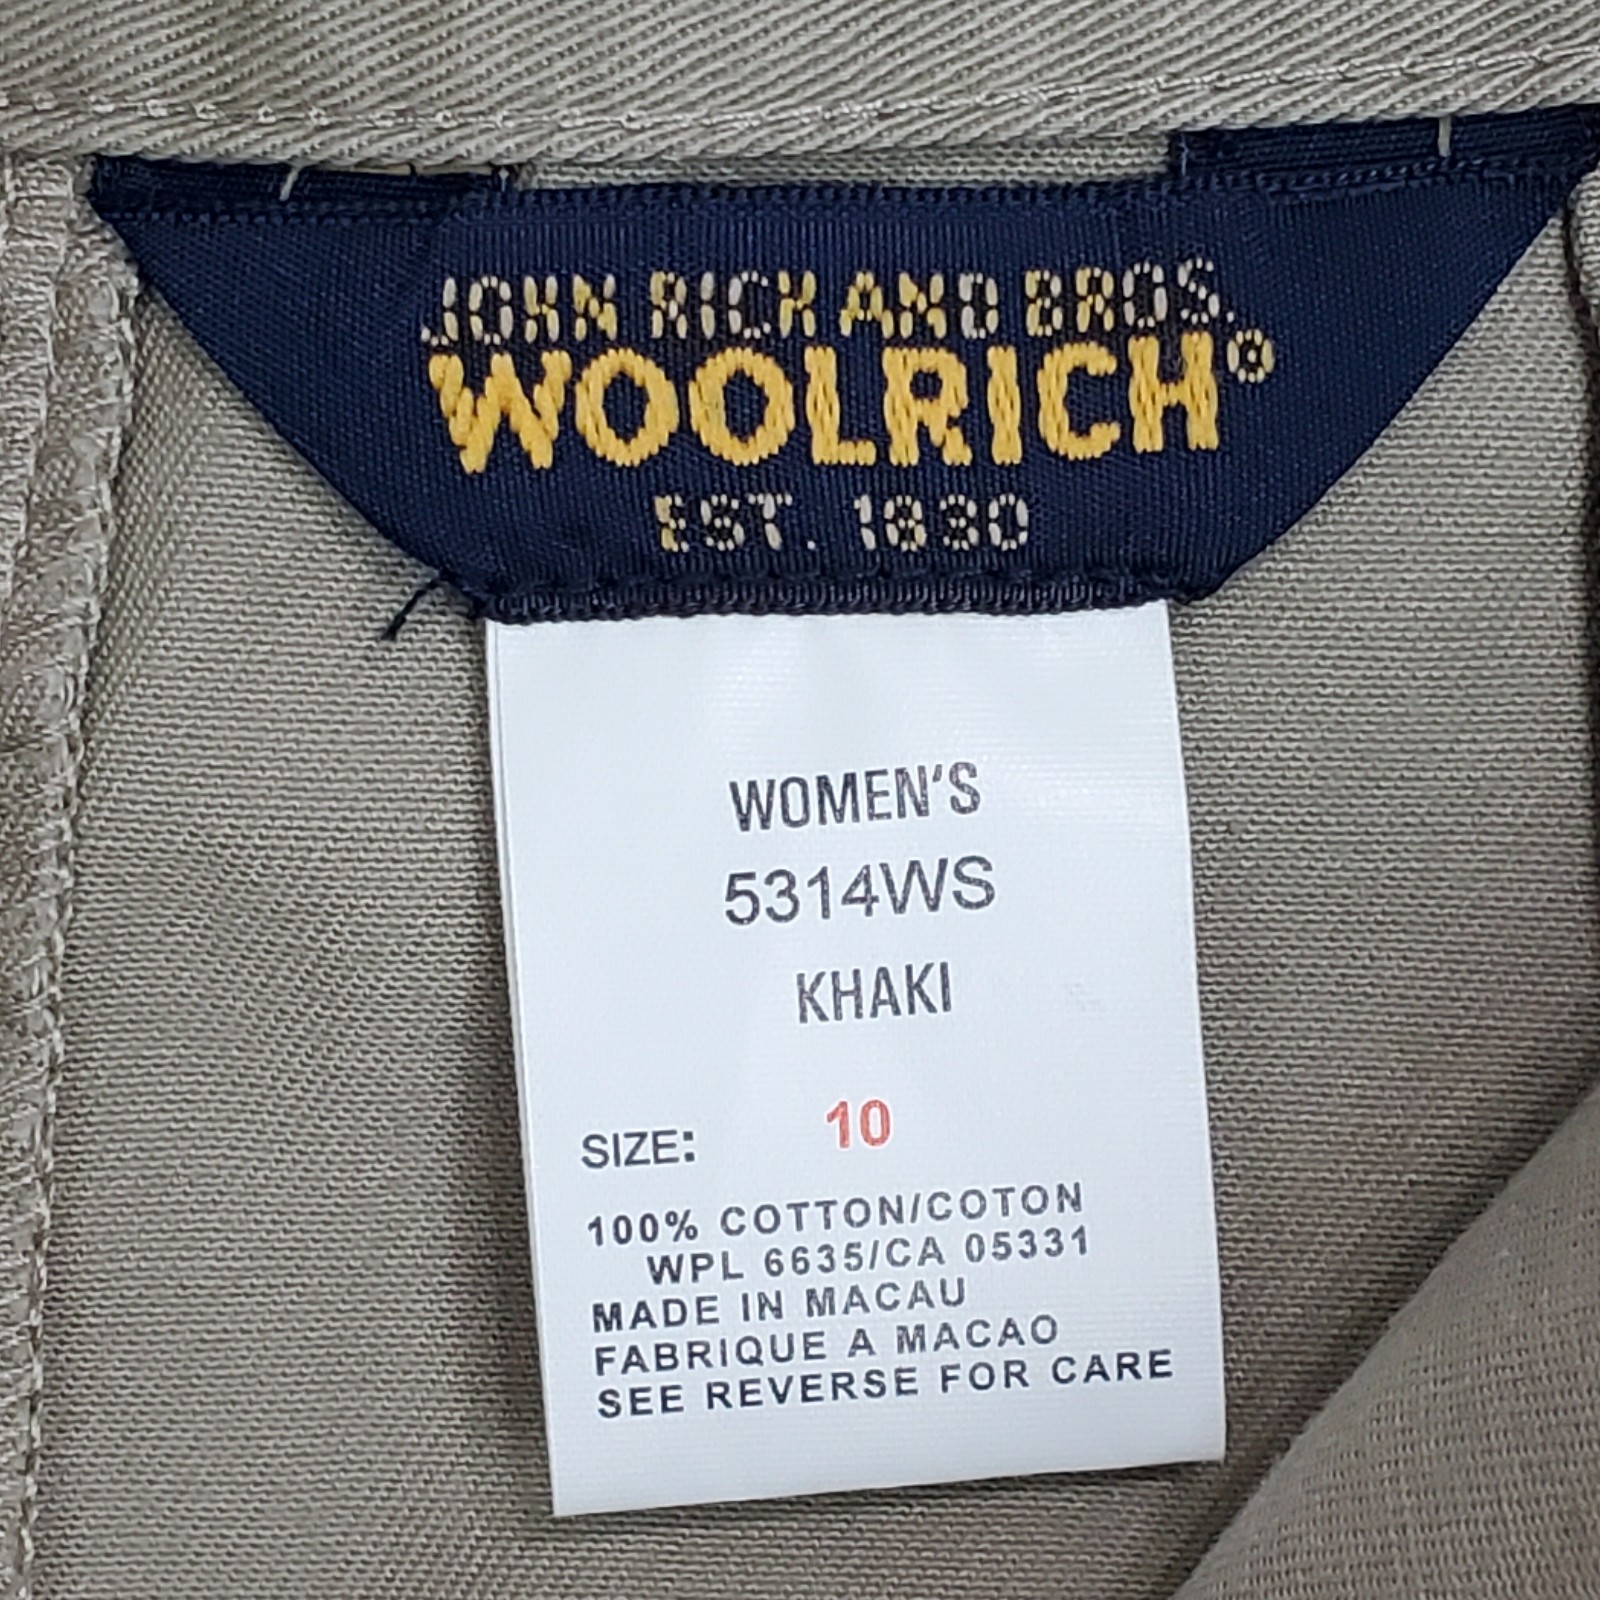 JOHN RICH AND BROS.
WOOLRICH®
EST. 1830
WOMEN'S
5314WS
KHAKI
SIZE: 10
100% COTTON/COTON
WPL 6635/CA 05331
MADE IN MACAU
FABRIQUE A MACAO
SEE REVERSE FOR CARE